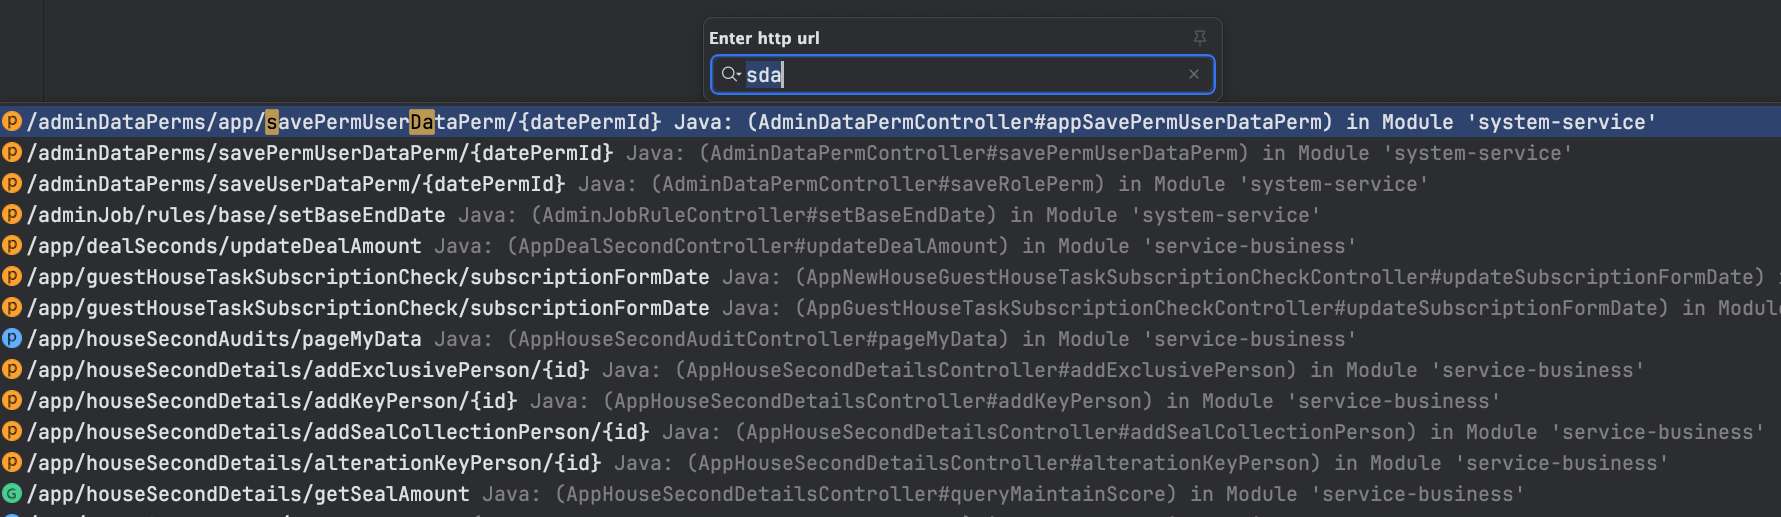 Enter http url
sda
/adminDataPerms/app/savePermUserDataPerm/{datePermId} Java: (AdminDataPermController#appSavePermUserDataPerm) in Module 'system-service'
/adminDataPerms/savePermUserDataPerm/{datePermId} Java: (AdminDataPermController#savePermUserDataPerm) in Module 'system-service'
/adminDataPerms/saveUserDataPerm/{datePermId} Java: (AdminDataPermController#saveRolePerm) in Module 'system-service'
/adminJob/rules/base/setBaseEndDate Java: (AdminJobRuleController#setBaseEndDate) in Module 'system-service'
/app/dealSeconds/updateDealAmount Java: (AppDealSecondController#updateDealAmount) in Module 'service-business'
/app/guestHouseTaskSubscriptionCheck/subscriptionFormDate Java: (AppNewHouseGuestHouseTaskSubscriptionCheckController#updateSubscriptionFormDate)
/app/guestHouseTaskSubscriptionCheck/subscriptionFormDate Java: (AppGuestHouseTaskSubscriptionCheckController#updateSubscriptionFormDate) in Module
/app/houseSecondAudits/pageMyData Java: (AppHouseSecondAuditController#pageMyData) in Module 'service-business'
/app/houseSecondDetails/addExclusivePerson/{id} Java: (AppHouseSecondDetailsController#addExclusivePerson) in Module 'service-business'
/app/houseSecondDetails/addKeyPerson/{id} Java: (AppHouseSecondDetailsController#addKeyPerson) in Module 'service-business'
/app/houseSecondDetails/addSealCollectionPerson/{id} Java: (AppHouseSecondDetailsController#addSealCollectionPerson) in Module 'service-business'
/app/houseSecondDetails/alterationKeyPerson/{id} Java: (AppHouseSecondDetailsController#alterationKeyPerson) in Module 'service-business'
/app/houseSecondDetails/getSealAmount Java: (AppHouseSecondDetailsController#queryMaintainScore) in Module 'service-business'